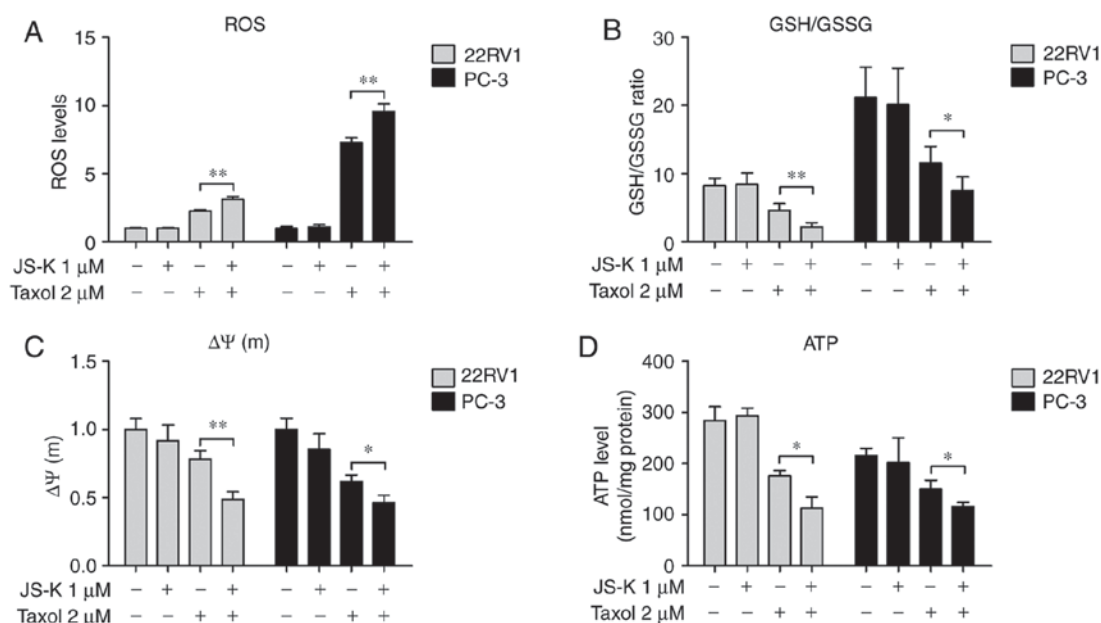 A
ROS
15
10
5
0
ROS levels
22RV1
PC-3
**
**
JS-K 1 μM − + − + − + − +
Taxol 2 μM − − + + − − + +
B
GSH/GSSG
30
20
10
0
GSH/GSSG ratio
22RV1
PC-3
**
*
JS-K 1 μM − + − + − + − +
Taxol 2 μM − − + + − − + +
C
ΔΨ (m)
1.5
1.0
0.5
0.0
ΔΨ (m)
22RV1
PC-3
**
*
JS-K 1 μM − + − + − + − +
Taxol 2 μM − − + + − − + +
D
ATP
400
300
200
100
0
ATP level
(nmol/mg protein)
22RV1
PC-3
*
*
JS-K 1 μM − + − + − + − +
Taxol 2 μM − − + + − − + +